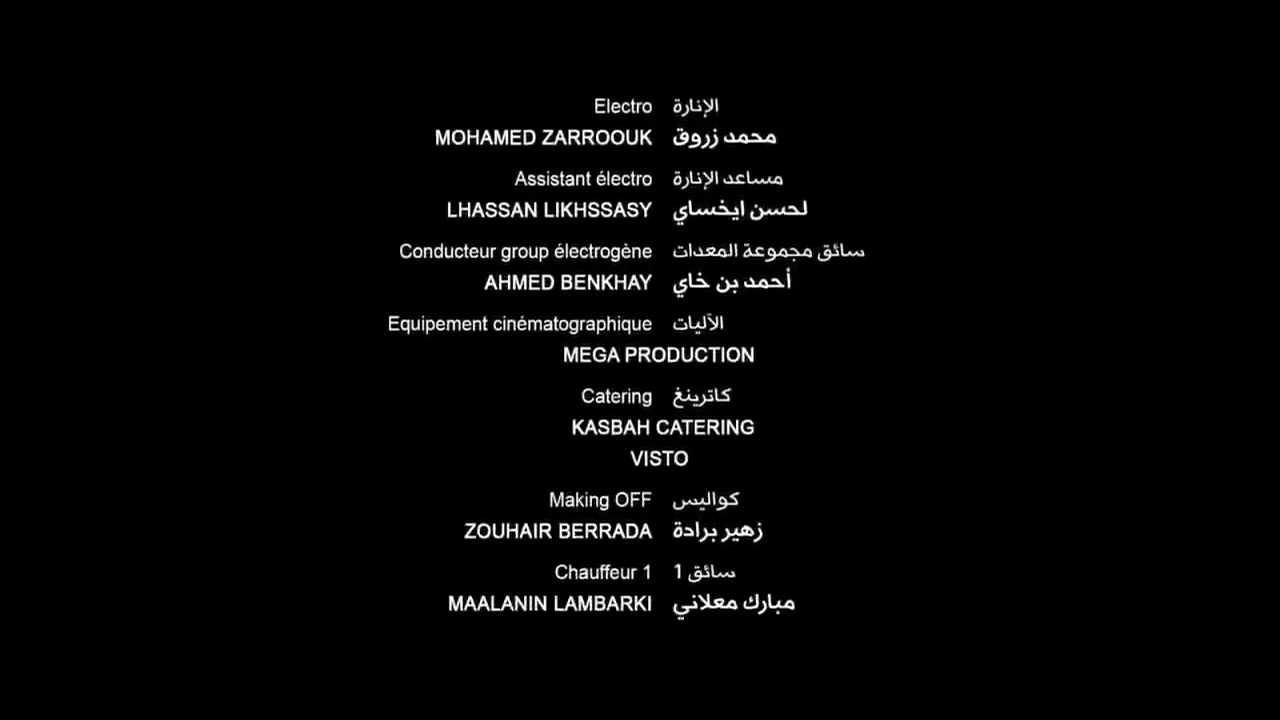 Electro الإنارة
MOHAMED ZARROOUK محمد زروق
Assistant électro مساعد الإنارة
LHASSAN LIKHSSASY لحسن ايخساي
Conducteur group électrogène سائق مجموعة المعدات
AHMED BENKHAY أحمد بن خاي
Equipement cinématographique الآليات
MEGA PRODUCTION
Catering كاترينغ
KASBAH CATERING
VISTO
Making OFF كواليس
ZOUHAIR BERRADA زهير برادة
Chauffeur 1 سائق 1
MAALANIN LAMBARKI مبارك معلاني